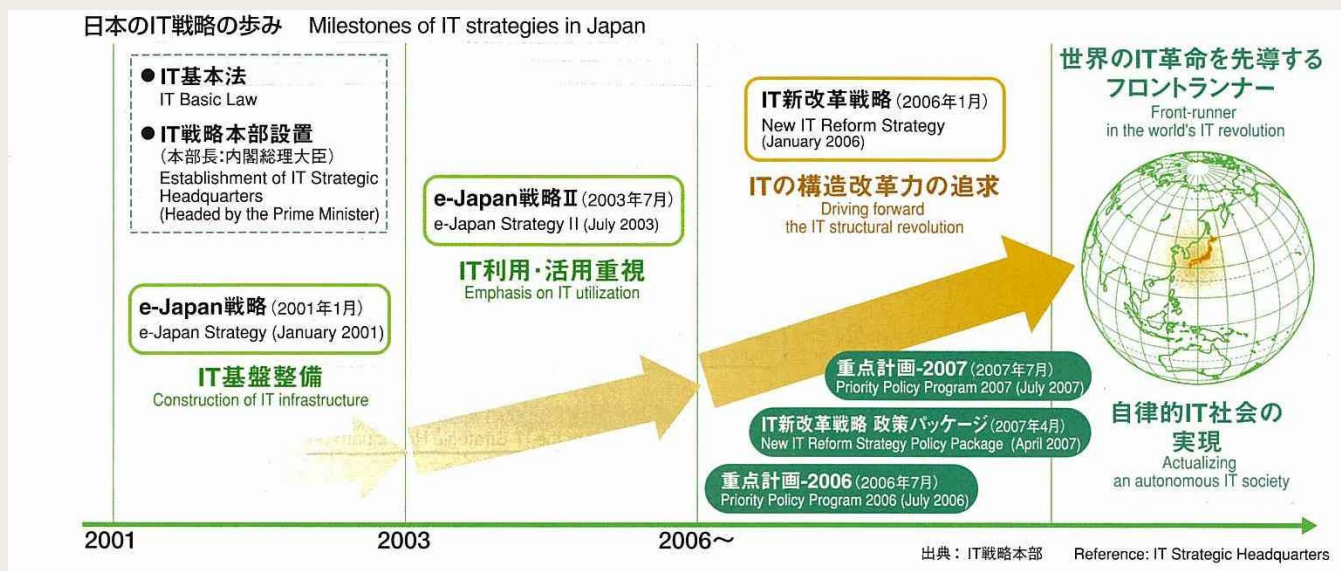 日本のIT戦略の歩み Milestones of IT strategies in Japan
● IT基本法
IT Basic Law
● IT戦略本部設置
(本部長:内閣総理大臣)
Establishment of IT Strategic
Headquarters
(Headed by the Prime Minister)
e-Japan戦略(2001年1月)
e-Japan Strategy (January 2001)
IT基盤整備
Construction of IT infrastructure
e-Japan戦略Ⅱ(2003年7月)
e-Japan Strategy II (July 2003)
IT利用・活用重視
Emphasis on IT utilization
IT新改革戦略(2006年1月)
New IT Reform Strategy
(January 2006)
ITの構造改革力の追求
Driving forward
the IT structural revolution
重点計画-2007(2007年7月)
Priority Policy Program 2007 (July 2007)
IT新改革戦略 政策パッケージ(2007年4月)
New IT Reform Strategy Policy Package (April 2007)
重点計画-2006(2006年7月)
Priority Policy Program 2006 (July 2006)
世界のIT革命を先導する
フロントランナー
Front-runner
in the world's IT revolution
自律的IT社会の
実現
Actualizing
an autonomous IT society
2001
2003
2006～
出典：IT戦略本部 Reference: IT Strategic Headquarters